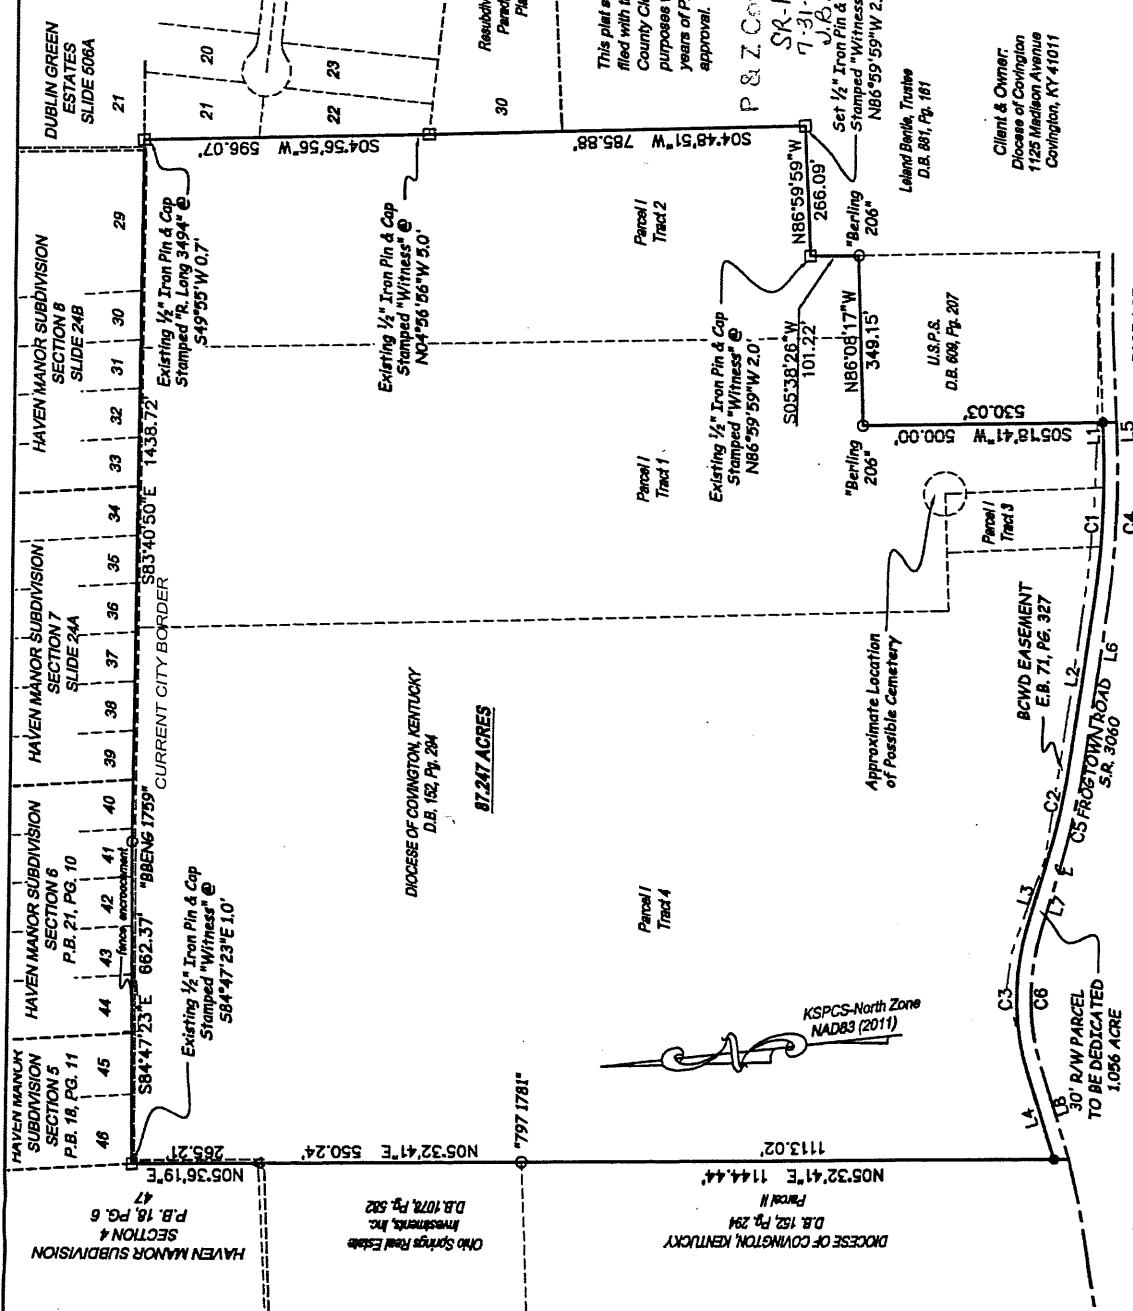 DUBLIN GREEN
ESTATES
SLIDE 506A
21
20
21
22
23
30
Resubdiv
Parad
Pla
This plat s
filed with t
County Cl
purposes
years of P
approval.
P & Z Co
SR-
7-31-
J.B.
Set ½" Iron Pin &
Stamped "Witness
N86°59'59"W 2.
Leland Bentle, Trustee
D.B. 881, Pg. 181
Client & Owner:
Diocese of Covington
1125 Madison Avenue
Covington, KY 41011
HAVEN MANOR SUBDIVISION
SECTION 8
SLIDE 24B
29
30
31
32
33
34
HAVEN MANOR SUBDIVISION
SECTION 7
SLIDE 24A
35
36
37
38
39
HAVEN MANOR SUBDIVISION
SECTION 6
P.B. 21, PG. 10
40
41
42
43
44
fence encroachment
HAVEN MANOR
SUBDIVISION
SECTION 5
P.B. 18, PG. 11
45
46
HAVEN MANOR SUBDIVISION
SECTION 4
P.B. 18, PG. 6
47
S84°47'23"E 662.37'
"BBENG 1759"
S83°40'50"E 1438.72'
CURRENT CITY BORDER
S04°56'56"W 596.07'
S04°48'51"W 785.88'
Existing ½" Iron Pin & Cap
Stamped "R. Long 3494" @
S49°55'W 0.7'
Existing ½" Iron Pin & Cap
Stamped "Witness" @
N04°56'56"W 5.0'
Parcel I
Tract 2
N86°59'59"W
266.09'
"Berling
206"
Existing ½" Iron Pin & Cap
Stamped "Witness" @
N86°59'59"W 2.0'
S05°38'26"W
101.22'
N86°08'17"W
349.15'
U.S.P.S.
D.B. 608, Pg. 207
"Berling
206"
S05°18'41"W 500.00'
530.03'
Parcel I
Tract 1
Parcel I
Tract 3
Approximate Location
of Possible Cemetery
DIOCESE OF COVINGTON, KENTUCKY
D.B. 152, Pg. 294
87.247 ACRES
Existing ½" Iron Pin & Cap
Stamped "Witness" @
S84°47'23"E 1.0'
Parcel I
Tract 4
KSPCS-North Zone
NAD83 (2011)
N
BCWD EASEMENT
E.B. 71, PG. 327
FROGTOWN ROAD
S.R. 3060
30' R/W PARCEL
TO BE DEDICATED
1.056 ACRE
L1
L5
C1
C4
L2
L6
C2
C5
L3
L7
C3
C6
LA
LB
N05°36'19"E
265.21'
N05°32'41"E 550.24'
"797 1781"
N05°32'41"E 1144.44'
1113.02'
Ohio Springs Real Estate
Investments, Inc.
D.B. 1078, Pg. 582
DIOCESE OF COVINGTON, KENTUCKY
D.B. 152, Pg. 294
Parcel II